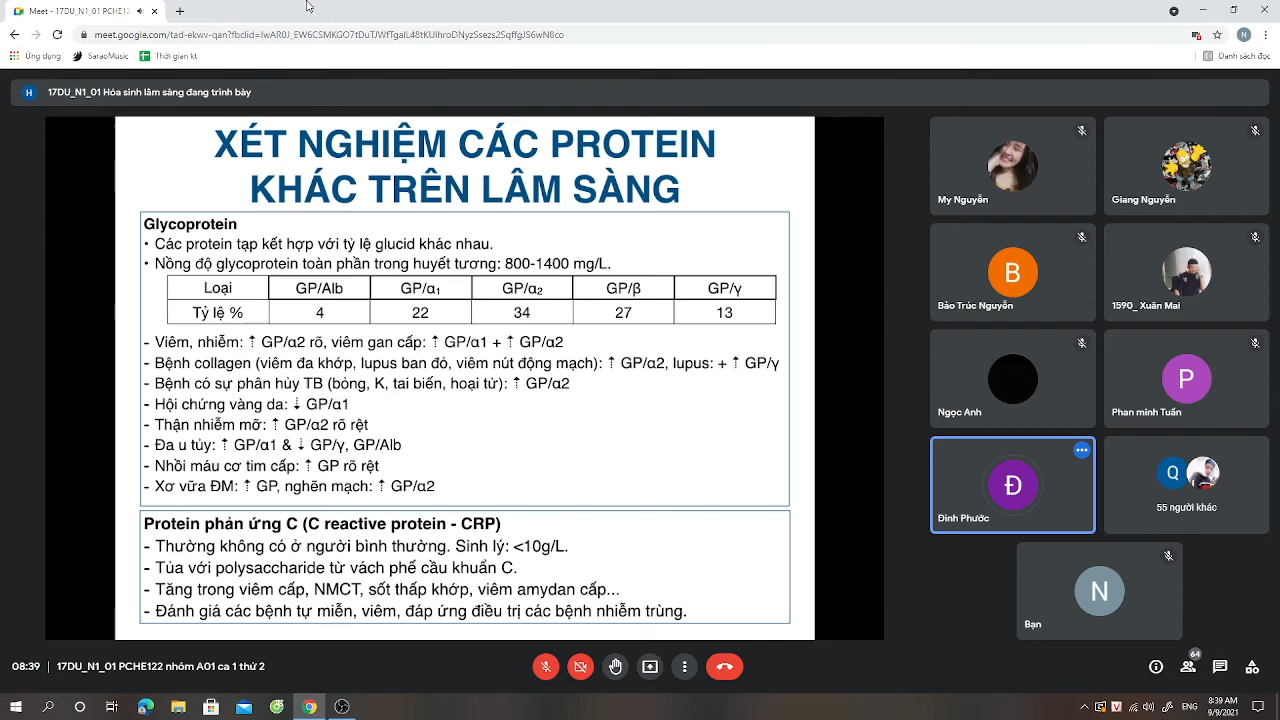 Meet - 17DU_N1_01 PCHE12
meet.google.com/tad-ekwv-qan?fbclid=IwAR0J_EW6CSMKGO7tDuTJWfTgalL48tKUlhroDNyzSsezs2SqffgJS6wN8co
N
Ứng dụng
SaraoMusic
Thời gian kt
Danh sách đọc
H
17DU_N1_01 Hóa sinh lâm sàng đang trình bày
XÉT NGHIỆM CÁC PROTEIN
KHÁC TRÊN LÂM SÀNG
Glycoprotein
• Các protein tạp kết hợp với tỷ lệ glucid khác nhau.
• Nồng độ glycoprotein toàn phần trong huyết tương: 800-1400 mg/L.
Loại GP/Alb GP/α1 GP/α2 GP/β GP/γ
Tỷ lệ % 4 22 34 27 13
- Viêm, nhiễm: ↑ GP/α2 rõ, viêm gan cấp: ↑ GP/α1 + ↑ GP/α2
- Bệnh collagen (viêm đa khớp, lupus ban đỏ, viêm nút động mạch): ↑ GP/α2, lupus: + ↑ GP/γ
- Bệnh có sự phân hủy TB (bỏng, K, tai biến, hoại tử): ↑ GP/α2
- Hội chứng vàng da: ↓ GP/α1
- Thận nhiễm mỡ: ↑ GP/α2 rõ rệt
- Đa u tủy: ↑ GP/α1 & ↓ GP/γ, GP/Alb
- Nhồi máu cơ tim cấp: ↑ GP rõ rệt
- Xơ vữa ĐM: ↑ GP, nghẽn mạch: ↑ GP/α2
Protein phản ứng C (C reactive protein - CRP)
- Thường không có ở người bình thường. Sinh lý: <10g/L.
- Tủa với polysaccharide từ vách phế cầu khuẩn C.
- Tăng trong viêm cấp, NMCT, sốt thấp khớp, viêm amydan cấp...
- Đánh giá các bệnh tự miễn, viêm, đáp ứng điều trị các bệnh nhiễm trùng.
My Nguyễn
Giang Nguyên
B
Bảo Trúc Nguyễn
1590_Xuân Mai
Ngọc Anh
P
Phan minh Tuấn
Đ
Đình Phước
Q
55 người khác
N
Bạn
08:39 | 17DU_N1_01 PCHE122 nhóm A01 ca 1 thứ 2
64
V
8:39 AM
9/9/2021